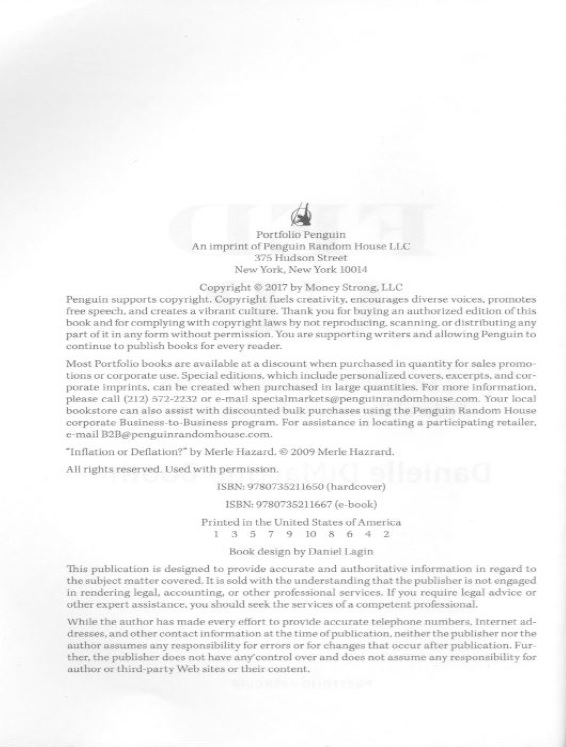 Portfolio Penguin
An imprint of Penguin Random House LLC
375 Hudson Street
New York, New York 10014
Copyright © 2017 by Money Strong, LLC
Penguin supports copyright. Copyright fuels creativity, encourages diverse voices, promotes
free speech, and creates a vibrant culture. Thank you for buying an authorized edition of this
book and for complying with copyright laws by not reproducing, scanning, or distributing any
part of it in any form without permission. You are supporting writers and allowing Penguin to
continue to publish books for every reader.
Most Portfolio books are available at a discount when purchased in quantity for sales promo-
tions or corporate use. Special editions, which include personalized covers, excerpts, and cor-
porate imprints, can be created when purchased in large quantities. For more information,
please call (212) 572-2232 or e-mail specialmarkets@penguinrandomhouse.com. Your local
bookstore can also assist with discounted bulk purchases using the Penguin Random House
corporate Business-to-Business program. For assistance in locating a participating retailer,
e-mail B2B@penguinrandomhouse.com.
"Inflation or Deflation?" by Merle Hazard. © 2009 Merle Hazrard.
All rights reserved. Used with permission.
ISBN: 9780735211650 (hardcover)
ISBN: 9780735211667 (e-book)
Printed in the United States of America
1 3 5 7 9 10 8 6 4 2
Book design by Daniel Lagin
This publication is designed to provide accurate and authoritative information in regard to
the subject matter covered. It is sold with the understanding that the publisher is not engaged
in rendering legal, accounting, or other professional services. If you require legal advice or
other expert assistance, you should seek the services of a competent professional.
While the author has made every effort to provide accurate telephone numbers, Internet ad-
dresses, and other contact information at the time of publication, neither the publisher nor the
author assumes any responsibility for errors or for changes that occur after publication. Fur-
ther, the publisher does not have any control over and does not assume any responsibility for
author or third-party Web sites or their content.